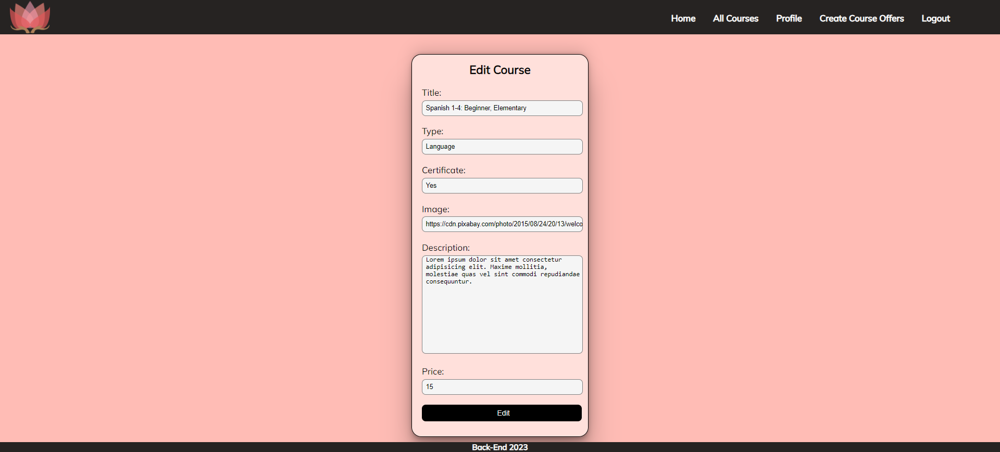 Home All Courses Profile Create Course Offers Logout
Edit Course
Title:
Spanish 1-4: Beginner, Elementary
Type:
Language
Certificate:
Yes
Image:
https://cdn.pixabay.com/photo/2015/08/24/20/13/welco
Description:
Lorem ipsum dolor sit amet consectetur
adipisicing elit. Maxime mollitia,
molestiae quas vel sint commodi repudiandae
consequuntur.
Price:
15
Edit
Back-End 2023